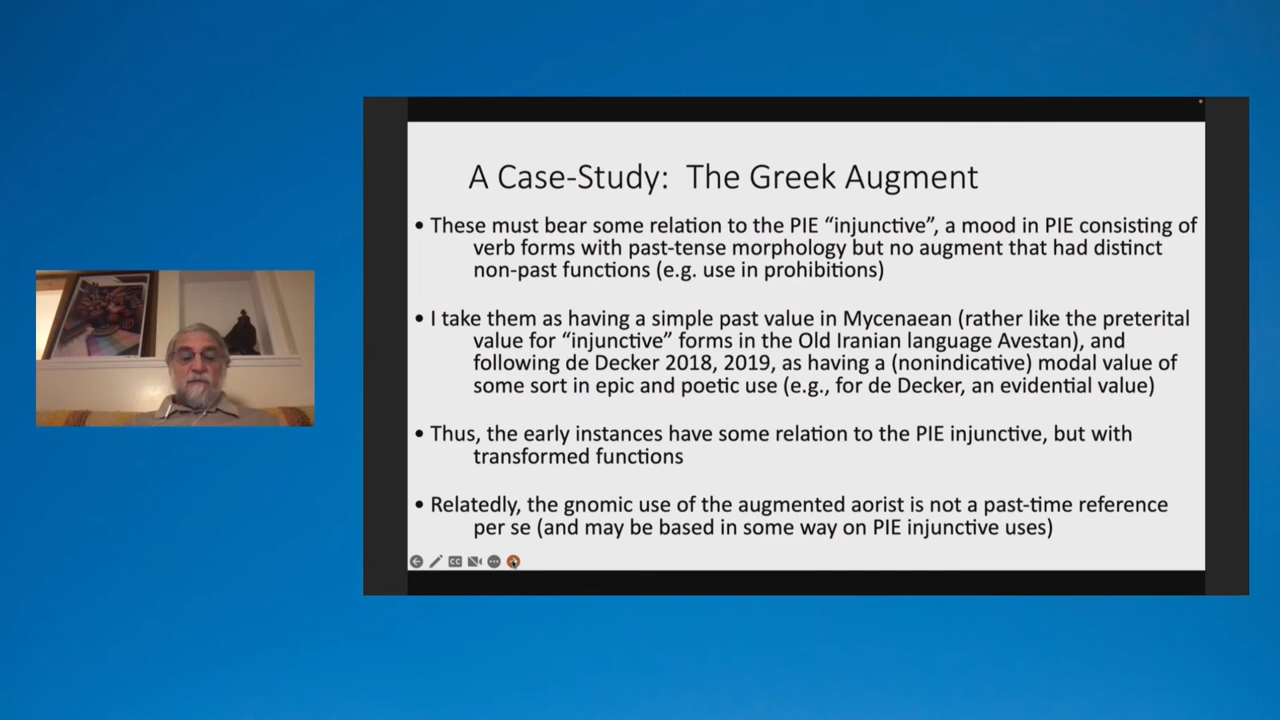 A Case-Study:  The Greek Augment
• These must bear some relation to the PIE “injunctive”, a mood in PIE consisting of
verb forms with past-tense morphology but no augment that had distinct
non-past functions (e.g. use in prohibitions)
• I take them as having a simple past value in Mycenaean (rather like the preterital
value for “injunctive” forms in the Old Iranian language Avestan), and
following de Decker 2018, 2019, as having a (nonindicative) modal value of
some sort in epic and poetic use (e.g., for de Decker, an evidential value)
• Thus, the early instances have some relation to the PIE injunctive, but with
transformed functions
• Relatedly, the gnomic use of the augmented aorist is not a past-time reference
per se (and may be based in some way on PIE injunctive uses)
CC